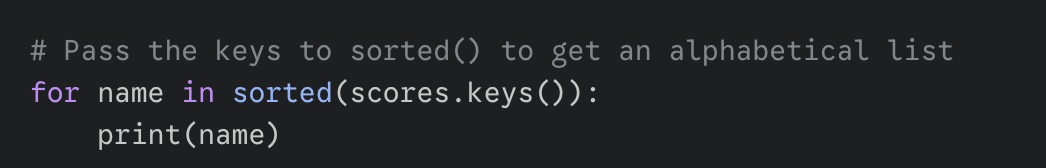 # Pass the keys to sorted() to get an alphabetical list
for name in sorted(scores.keys()):
    print(name)